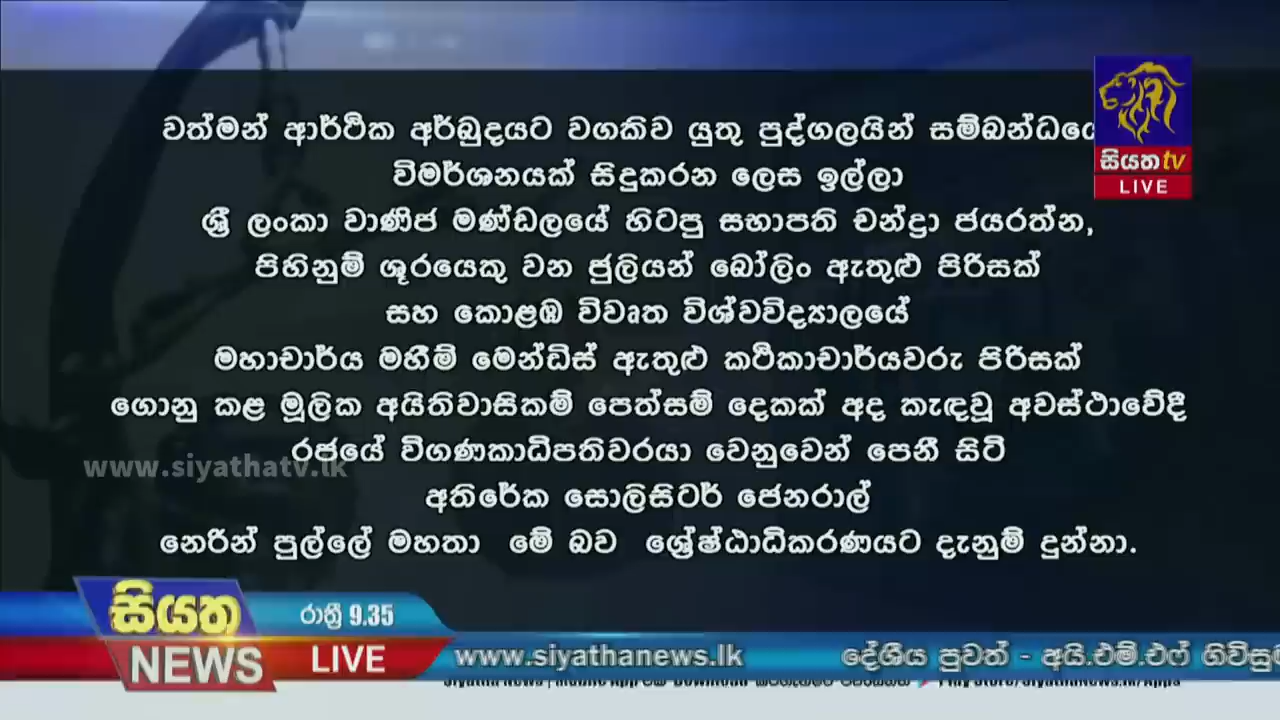 වත්මන් ආර්ථික අර්බුදයට වගකිව යුතු පුද්ගලයින් සම්බන්ධයෙ
විමර්ශනයක් සිදුකරන ලෙස ඉල්ලා
ශ්‍රී ලංකා වාණිජ මණ්ඩලයේ හිටපු සභාපති චන්ද්‍රා ජයරත්න,
පිහිනුම් ශූරයෙකු වන ජුලියන් බෝලිං ඇතුළු පිරිසක්
සහ කොළඹ විවෘත විශ්වවිද්‍යාලයේ
මහාචාර්ය මහීම් මෙන්ඩිස් ඇතුළු කථිකාචාර්යවරු පිරිසක්
ගොනු කළ මූලික අයිතිවාසිකම් පෙත්සම් දෙකක් අද කැඳවූ අවස්ථාවේදී
රජයේ විගණකාධිපතිවරයා වෙනුවෙන් පෙනී සිටි
අතිරේක සොලිසිටර් ජෙනරාල්
නෙරින් පුල්ලේ මහතා මේ බව ශ්‍රේෂ්ඨාධිකරණයට දැනුම් දුන්නා.
සියත tv
LIVE
www.siyathatv.lk
සියත NEWS
රාත්‍රී 9.35
LIVE
www.siyathanews.lk දේශීය පුවත් - අයි.එම්.එෆ් ගිවිසු